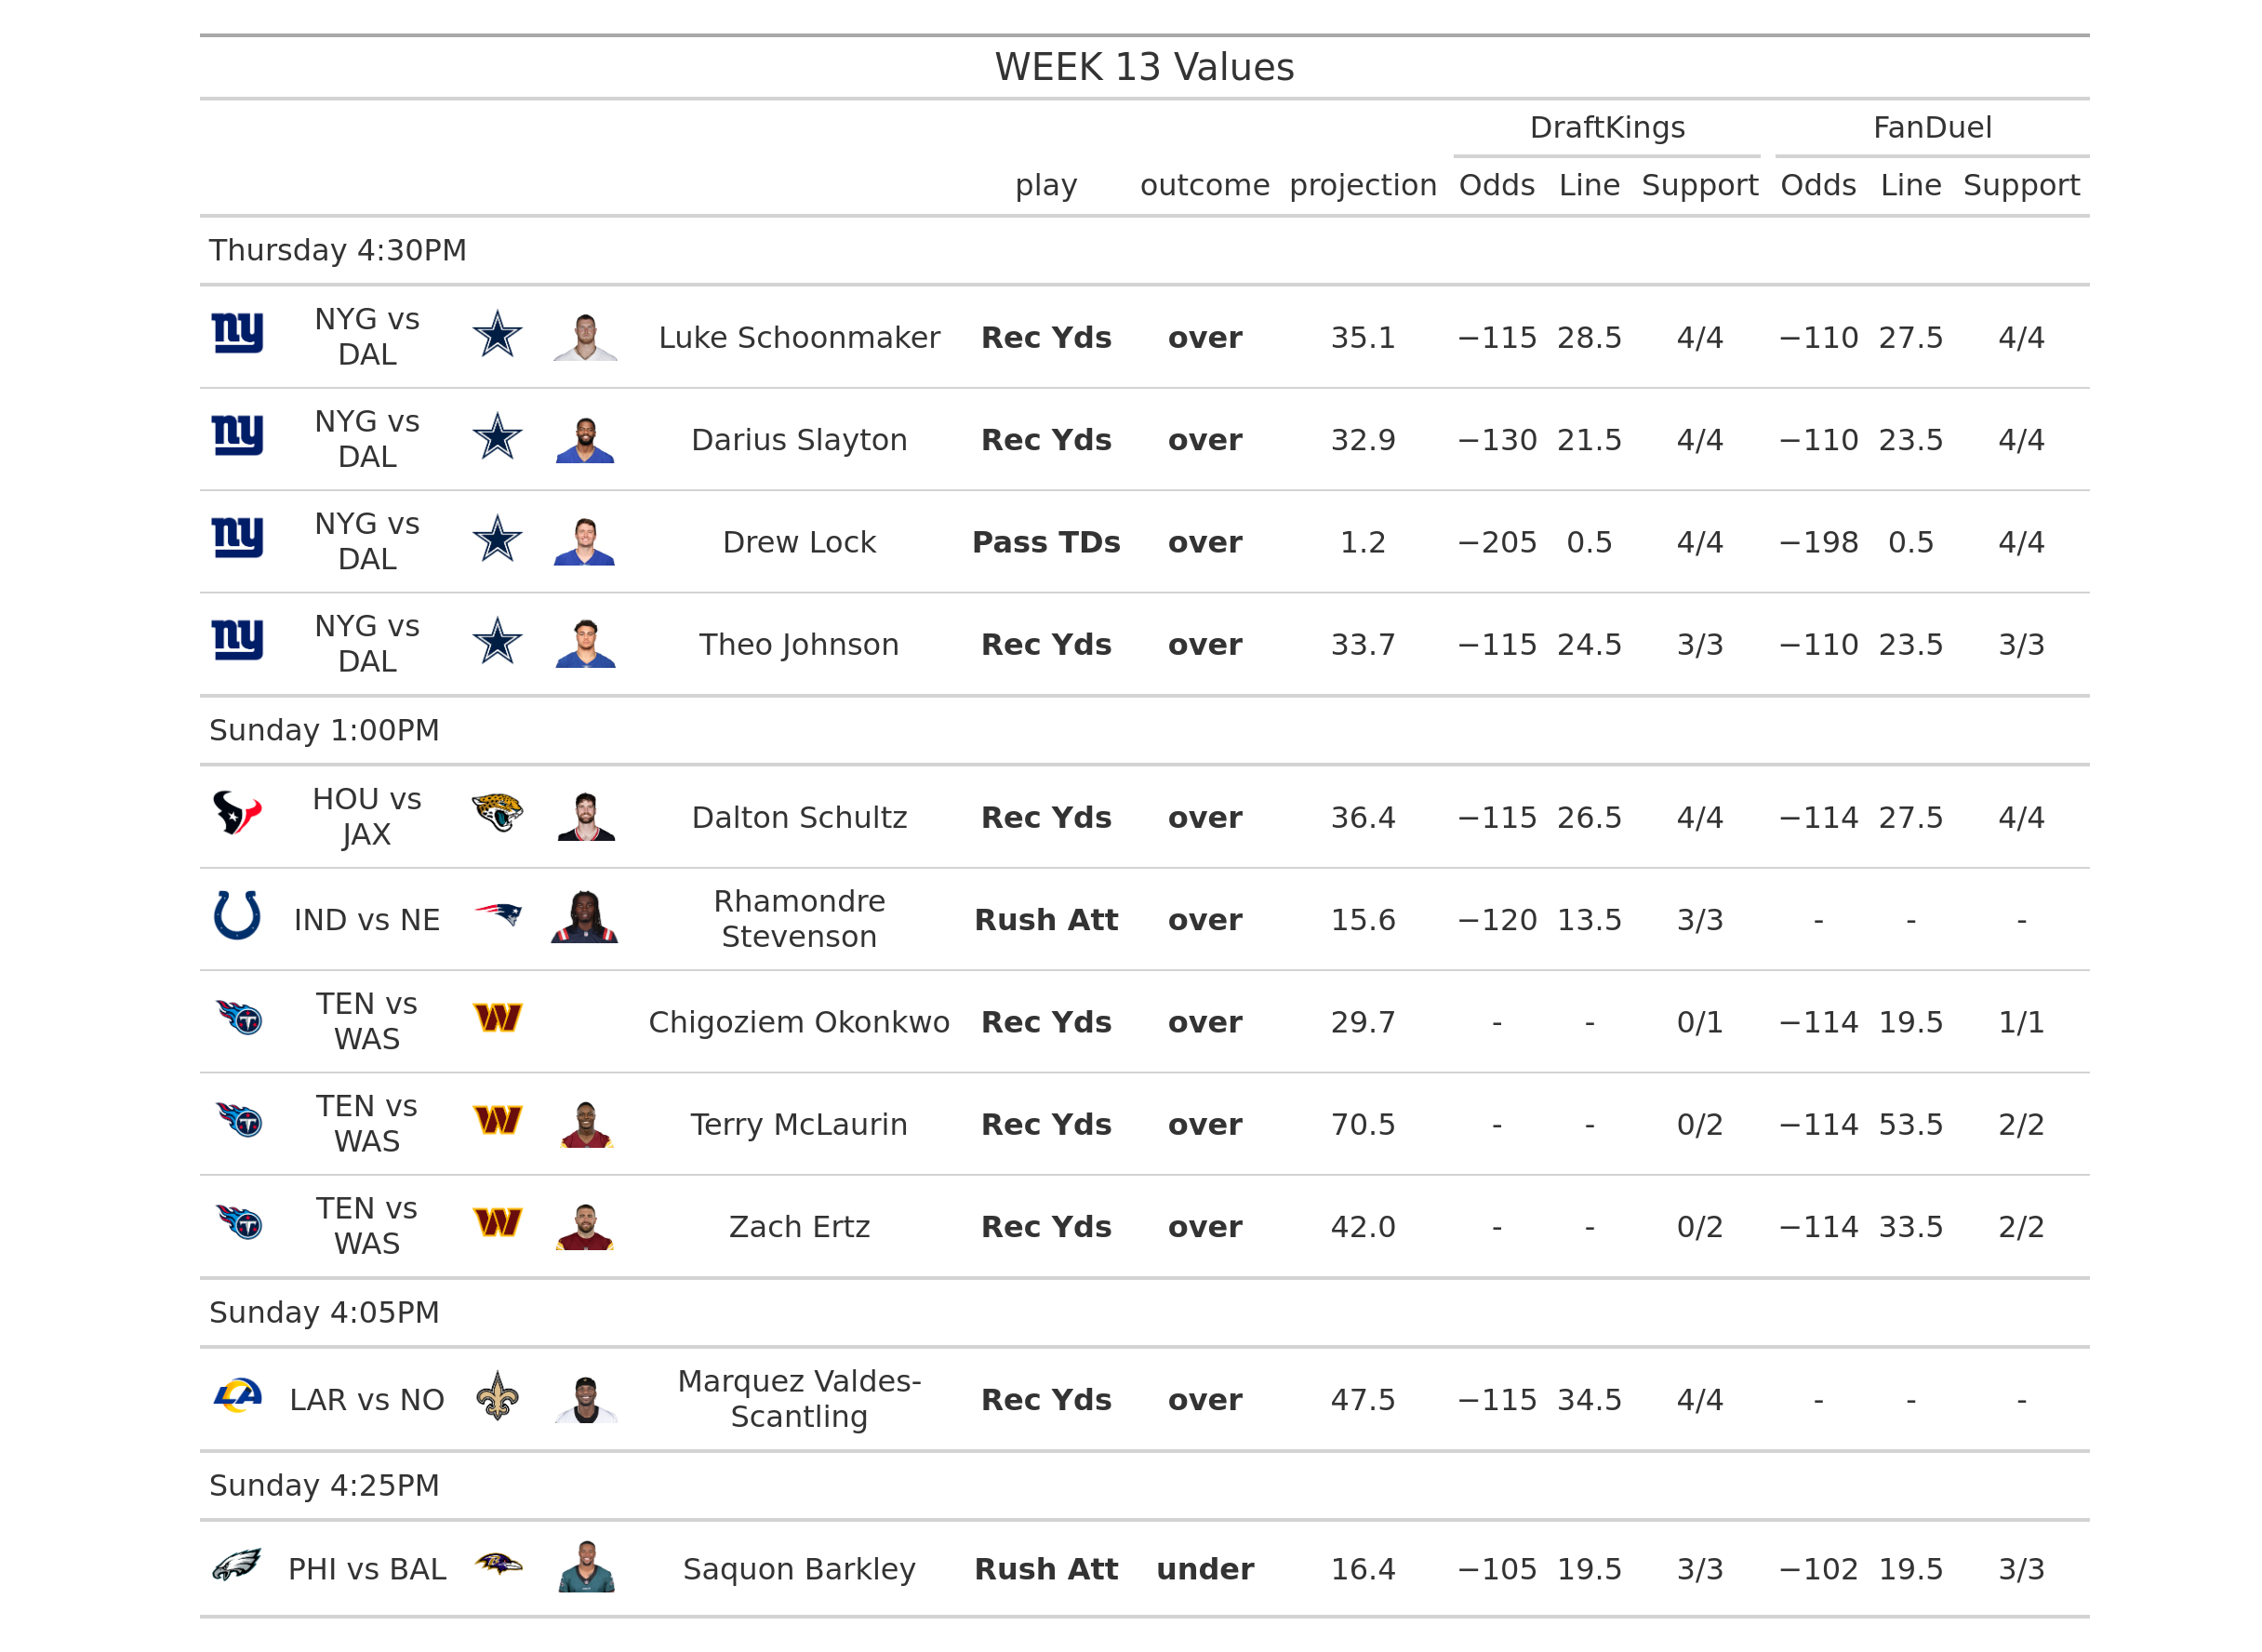 WEEK 13 Values
DraftKings FanDuel
play outcome projection Odds Line Support Odds Line Support
Thursday 4:30PM
ny NYG vs DAL Luke Schoonmaker Rec Yds over 35.1 −115 28.5 4/4 −110 27.5 4/4
ny NYG vs DAL Darius Slayton Rec Yds over 32.9 −130 21.5 4/4 −110 23.5 4/4
ny NYG vs DAL Drew Lock Pass TDs over 1.2 −205 0.5 4/4 −198 0.5 4/4
ny NYG vs DAL Theo Johnson Rec Yds over 33.7 −115 24.5 3/3 −110 23.5 3/3
Sunday 1:00PM
HOU vs JAX Dalton Schultz Rec Yds over 36.4 −115 26.5 4/4 −114 27.5 4/4
IND vs NE Rhamondre Stevenson Rush Att over 15.6 −120 13.5 3/3 - - -
T TEN vs WAS W Chigoziem Okonkwo Rec Yds over 29.7 - - 0/1 −114 19.5 1/1
T TEN vs WAS W Terry McLaurin Rec Yds over 70.5 - - 0/2 −114 53.5 2/2
T TEN vs WAS W Zach Ertz Rec Yds over 42.0 - - 0/2 −114 33.5 2/2
Sunday 4:05PM
LA LAR vs NO Marquez Valdes-Scantling Rec Yds over 47.5 −115 34.5 4/4 - - -
Sunday 4:25PM
PHI vs BAL Saquon Barkley Rush Att under 16.4 −105 19.5 3/3 −102 19.5 3/3